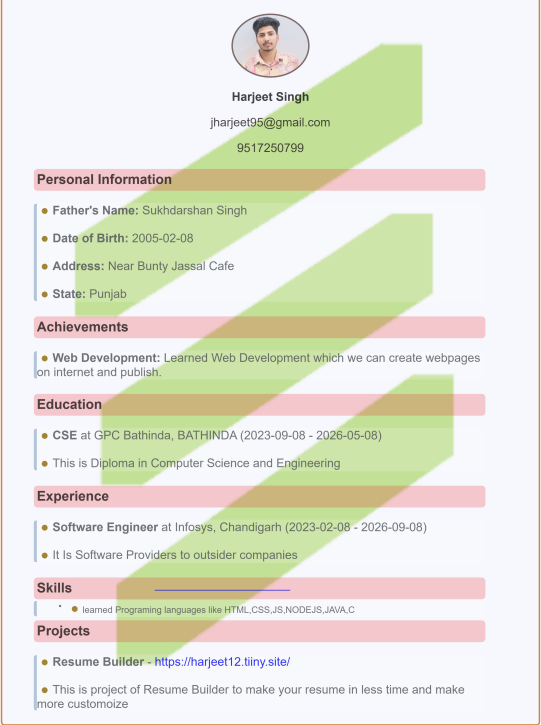 Harjeet Singh
jharjeet95@gmail.com
9517250799
Personal Information
Father's Name: Sukhdarshan Singh
Date of Birth: 2005-02-08
Address: Near Bunty Jassal Cafe
State: Punjab
Achievements
Web Development: Learned Web Development which we can create webpages
on internet and publish.
Education
CSE at GPC Bathinda, BATHINDA (2023-09-08 - 2026-05-08)
This is Diploma in Computer Science and Engineering
Experience
Software Engineer at Infosys, Chandigarh (2023-02-08 - 2026-09-08)
It Is Software Providers to outsider companies
Skills
learned Programing languages like HTML,CSS,JS,NODEJS,JAVA,C
Projects
Resume Builder - https://harjeet12.tiiny.site/
This is project of Resume Builder to make your resume in less time and make
more customoize